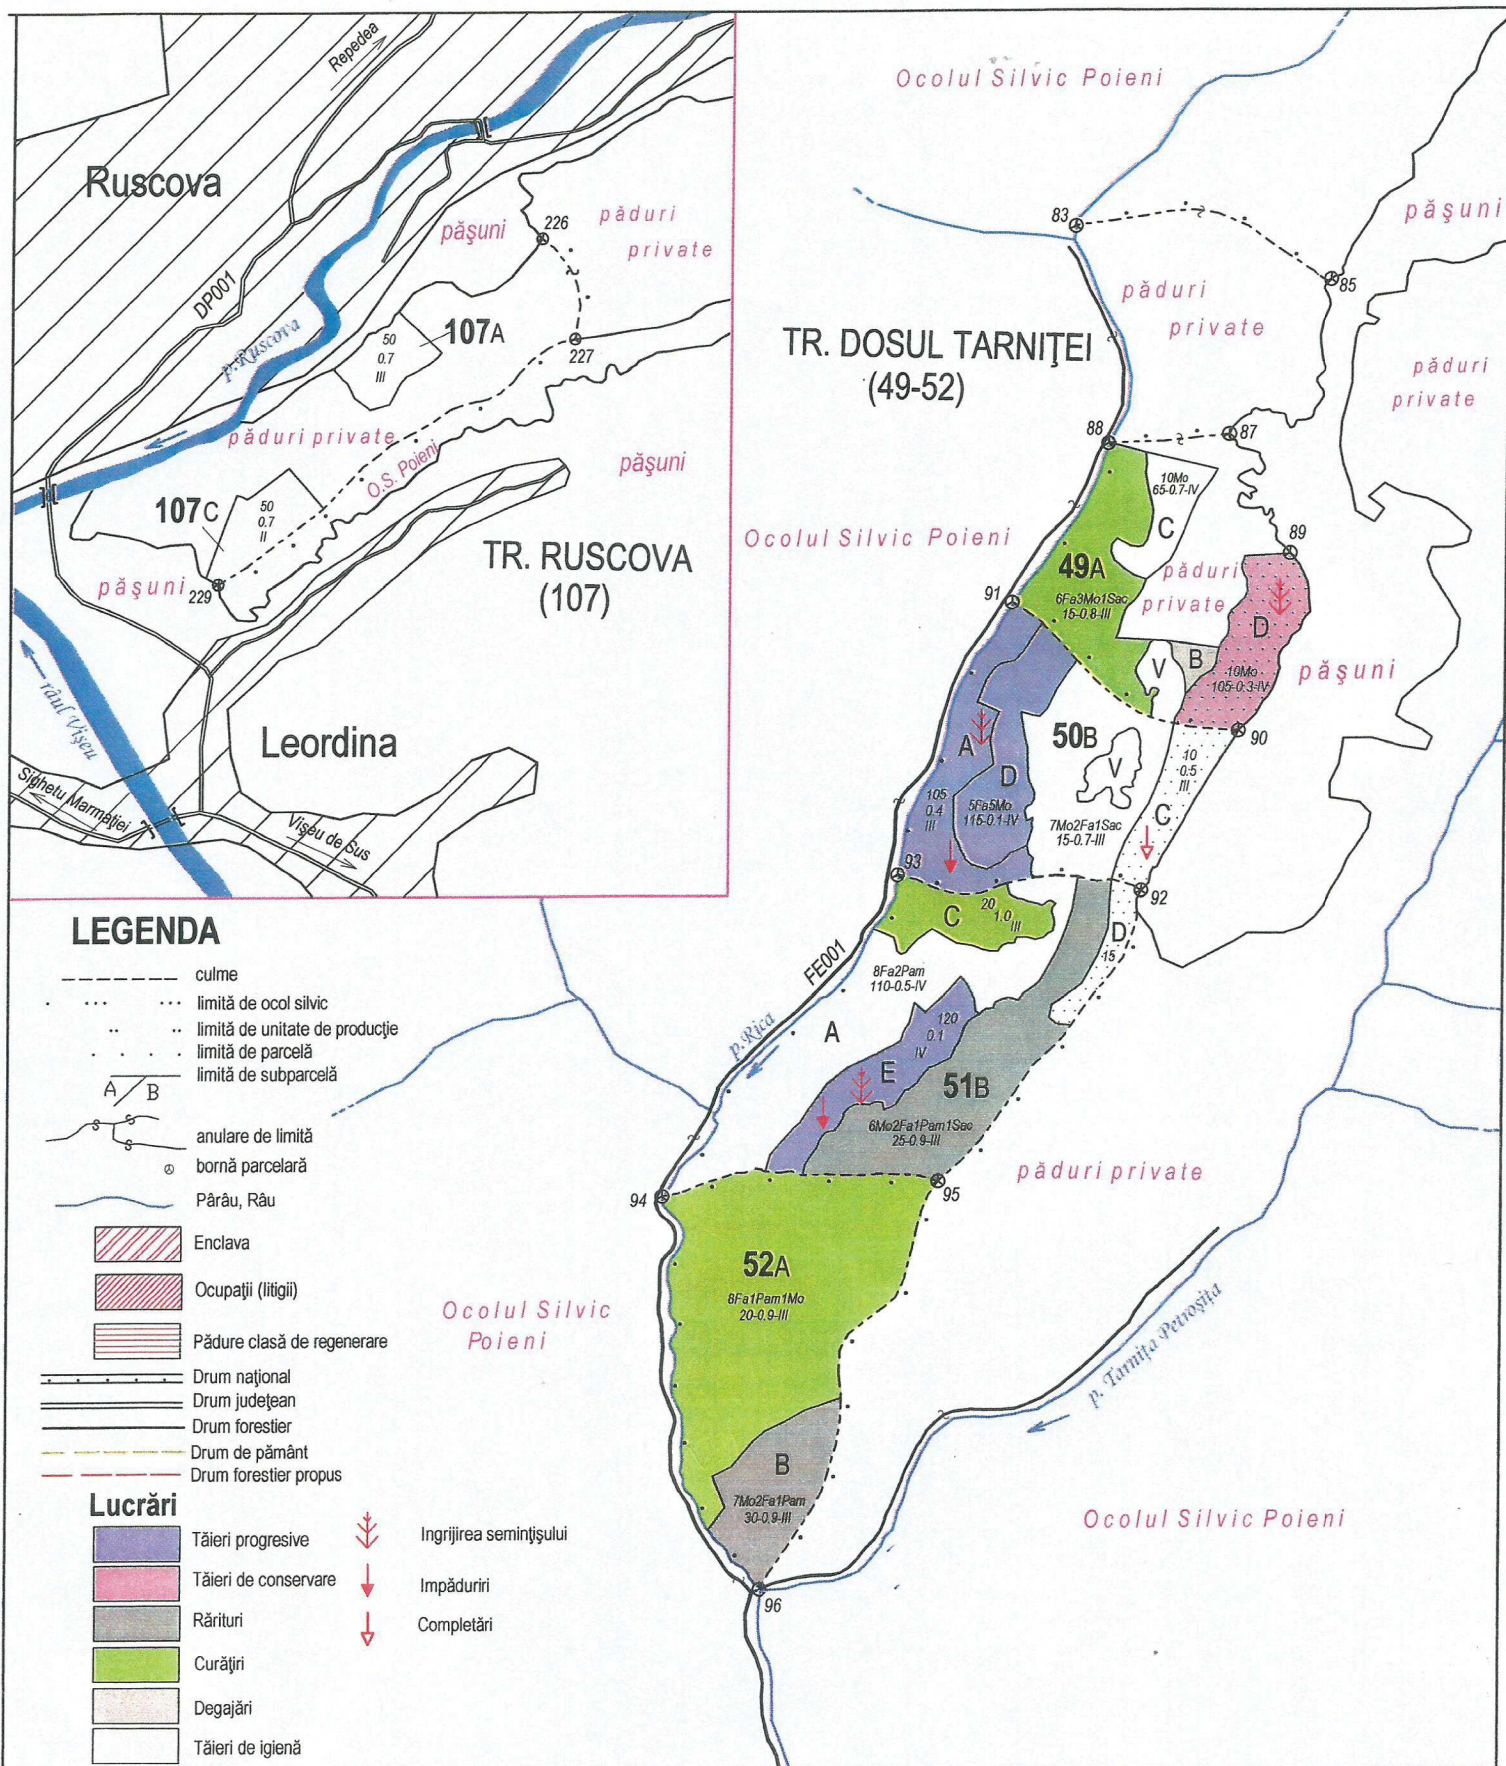 Repedea
Ruscova
DP001
p.Ruscova
păşuni
226
păduri
private
107A
50
0.7
III
227
păduri private
O.S. Poieni
păşuni
107C
50
0.7
II
păşuni
229
TR. RUSCOVA
(107)
râul Vişeu
Leordina
Sighetu Marmaţiei
Vişeu de Sus
Ocolul Silvic Poieni
83
păşuni
85
păduri
private
TR. DOSUL TARNIŢEI
(49-52)
păduri
private
88
87
10Mo
65-0.7-IV
C
Ocolul Silvic Poieni
89
49A
6Fa3Mo1Sac
15-0.8-III
păduri
private
91
D
V
B
10Mo
105-0.3-IV
păşuni
90
50B
V
A
D
10
0.5
III
105
0.4
III
5Fa5Mo
115-0.1-IV
7Mo2Fa1Sac
15-0.7-III
C
93
92
C
20
1.0
III
D
15
FE001
8Fa2Pam
110-0.5-IV
A
p.Rica
120
0.1
IV
E
51B
6Mo2Fa1Pam1Sac
25-0.9-III
păduri private
94
95
52A
8Fa1Pam1Mo
20-0.9-III
Ocolul Silvic
Poieni
p. Tarniţa Petroşiţa
B
7Mo2Fa1Pam
30-0.9-III
Ocolul Silvic Poieni
96
LEGENDA
culme
limită de ocol silvic
limită de unitate de producţie
limită de parcelă
A B limită de subparcelă
anulare de limită
bornă parcelară
Pârâu, Râu
Enclava
Ocupaţii (litigii)
Pădure clasă de regenerare
Drum naţional
Drum judeţean
Drum forestier
Drum de pământ
Drum forestier propus
Lucrări
Tăieri progresive
Ingrijirea seminţişului
Tăieri de conservare
Impăduriri
Rărituri
Completări
Curăţiri
Degajări
Tăieri de igienă